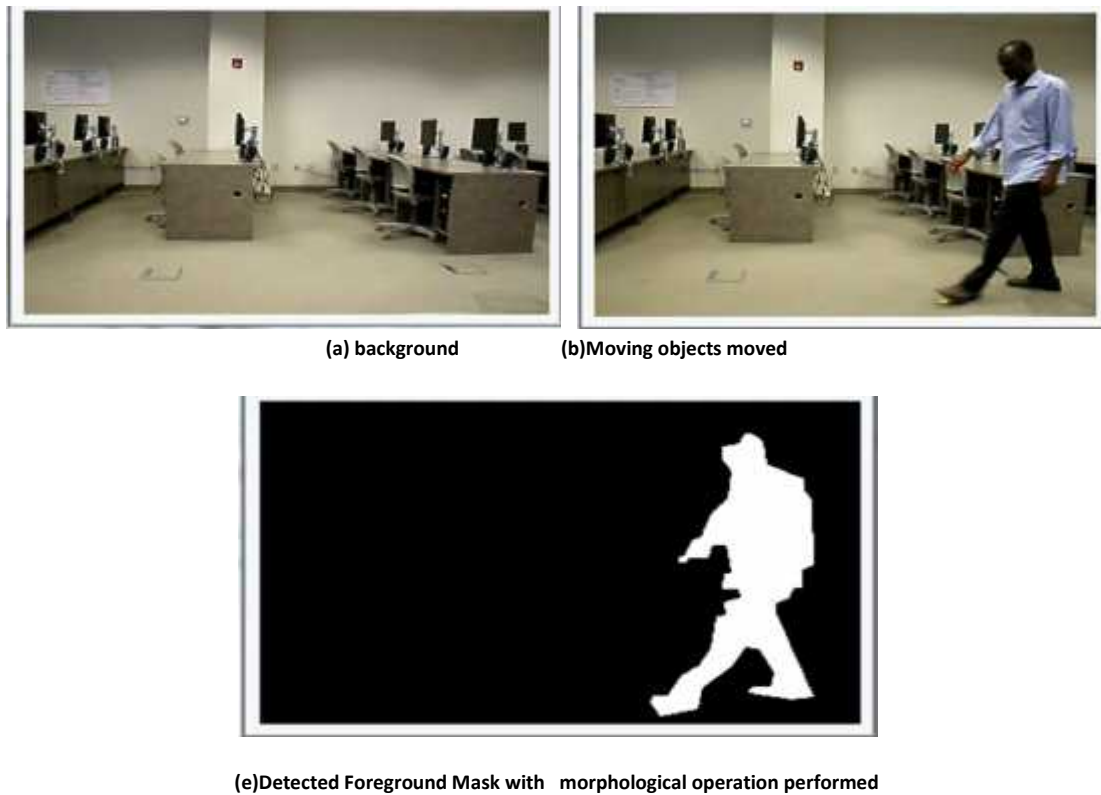 (a) background
(b)Moving objects moved
(e)Detected Foreground Mask with morphological operation performed